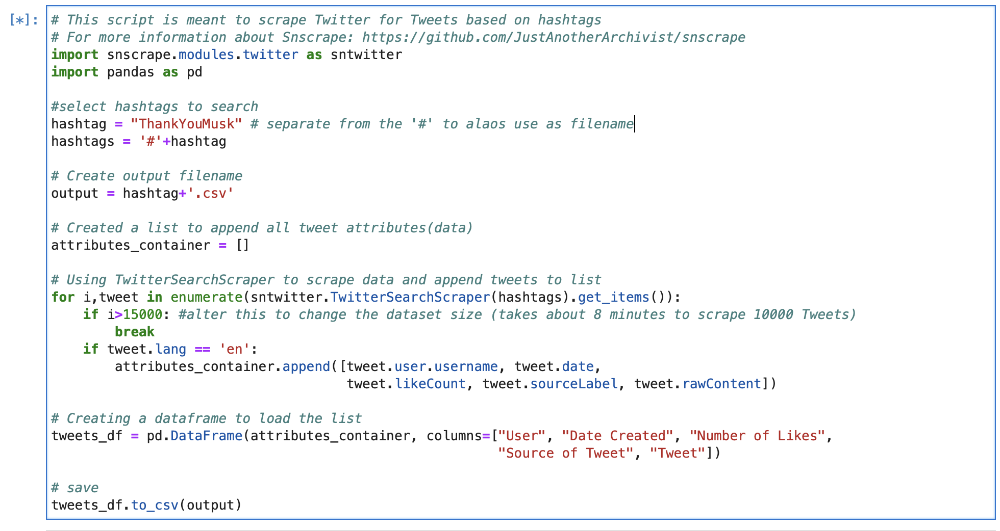 [*]:
# This script is meant to scrape Twitter for Tweets based on hashtags
# For more information about Snscrape: https://github.com/JustAnotherArchivist/snscrape
import snscrape.modules.twitter as sntwitter
import pandas as pd
#select hashtags to search
hashtag = "ThankYouMusk" # separate from the '#' to alaos use as filename
hashtags = '#'+hashtag
# Create output filename
output = hashtag+'.csv'
# Created a list to append all tweet attributes(data)
attributes_container = []
# Using TwitterSearchScraper to scrape data and append tweets to list
for i,tweet in enumerate(sntwitter.TwitterSearchScraper(hashtags).get_items()):
    if i>15000: #alter this to change the dataset size (takes about 8 minutes to scrape 10000 Tweets)
        break
    if tweet.lang == 'en':
        attributes_container.append([tweet.user.username, tweet.date,
                                     tweet.likeCount, tweet.sourceLabel, tweet.rawContent])
# Creating a dataframe to load the list
tweets_df = pd.DataFrame(attributes_container, columns=["User", "Date Created", "Number of Likes",
                                                        "Source of Tweet", "Tweet"])
# save
tweets_df.to_csv(output)